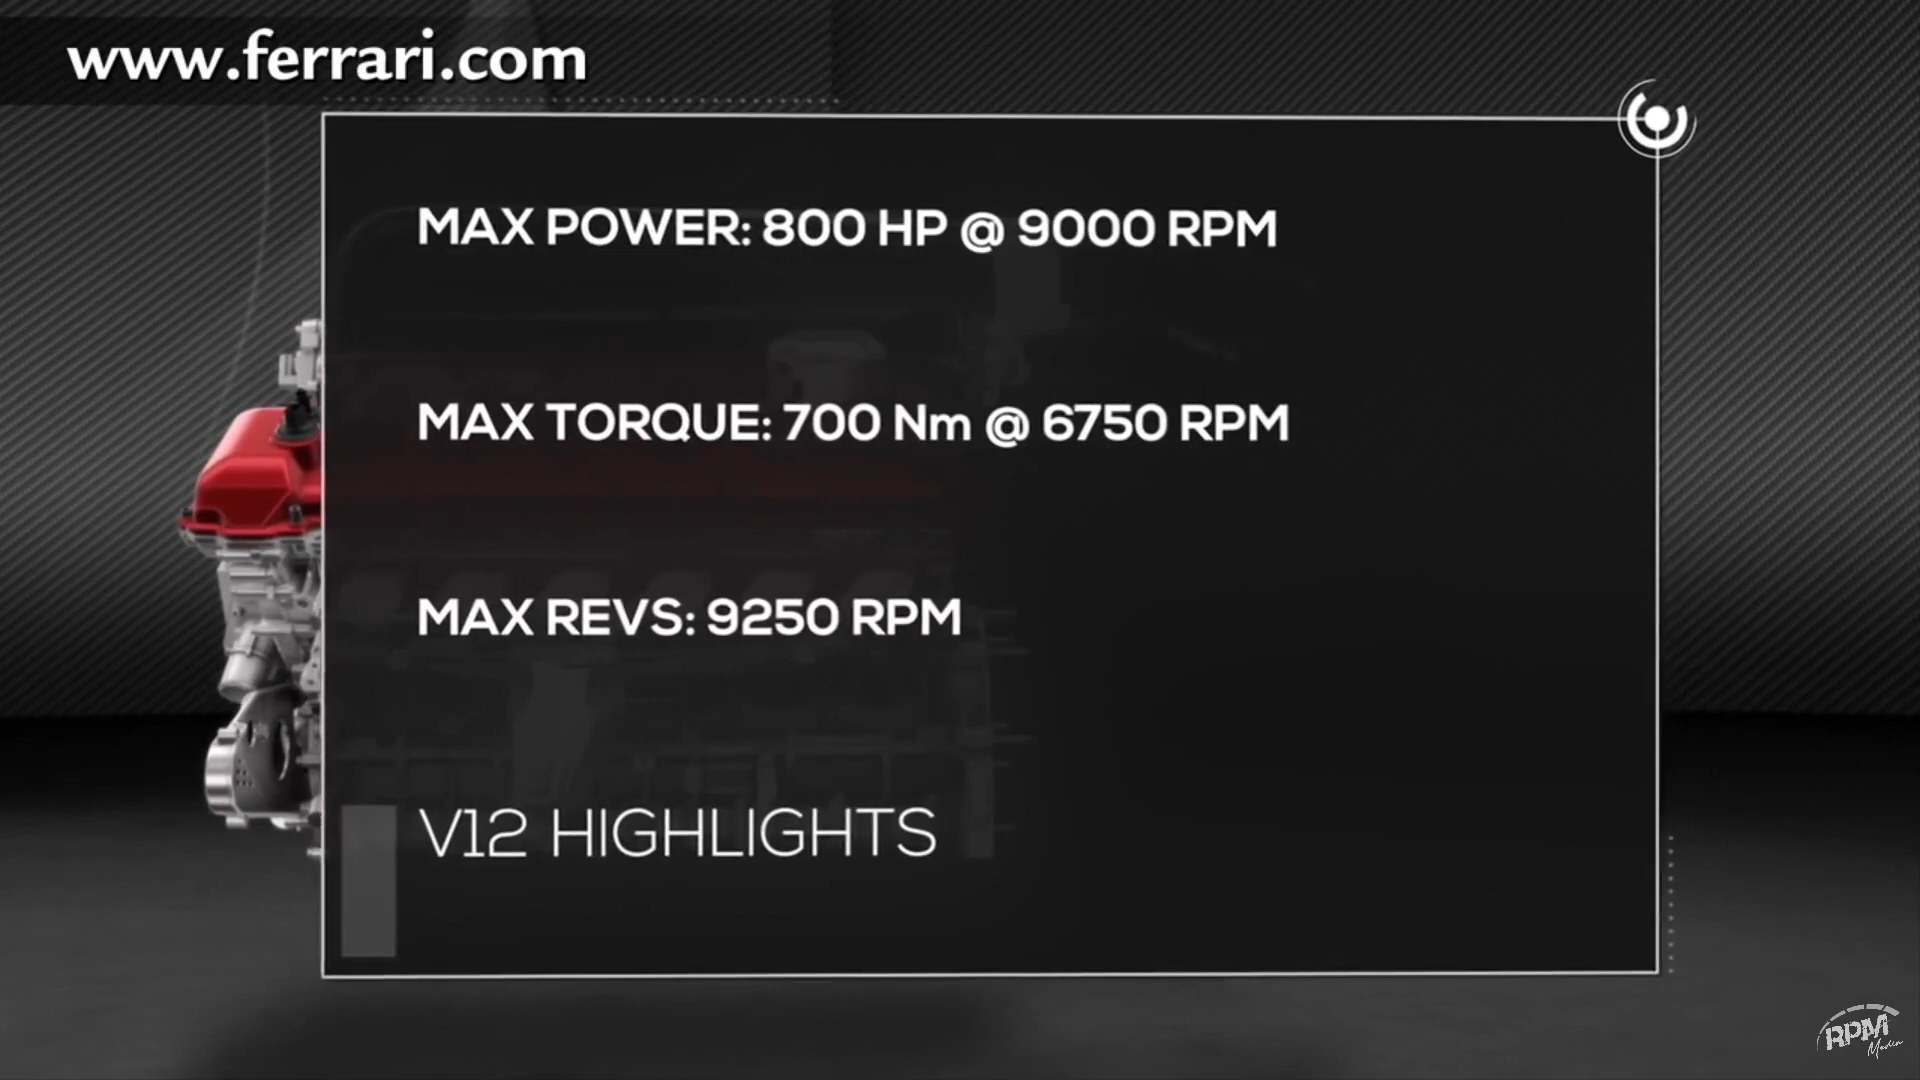 www.ferrari.com
MAX POWER: 800 HP @ 9000 RPM
MAX TORQUE: 700 Nm @ 6750 RPM
MAX REVS: 9250 RPM
V12 HIGHLIGHTS
RPM
Media